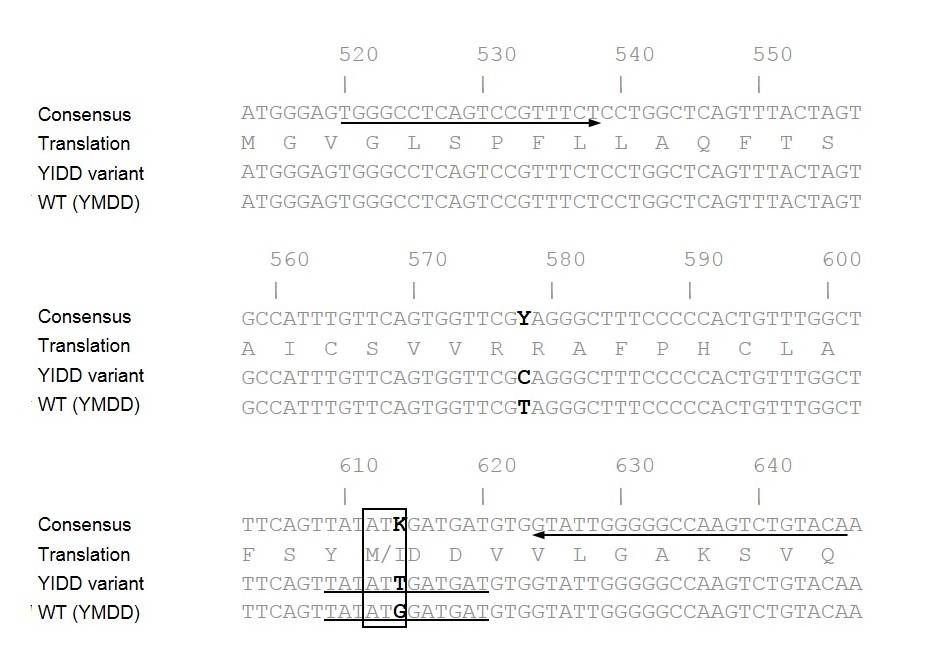 520 530 540 550
| | | |
Consensus ATGGGAGTGGGCCTCAGTCCGTTTCTCCTGGCTCAGTTTACTAGT
Translation M G V G L S P F L L A Q F T S
YIDD variant ATGGGAGTGGGCCTCAGTCCGTTTCTCCTGGCTCAGTTTACTAGT
WT (YMDD) ATGGGAGTGGGCCTCAGTCCGTTTCTCCTGGCTCAGTTTACTAGT
560 570 580 590 600
| | | | |
Consensus GCCATTTGTTCAGTGGTTCGYAGGGCTTTCCCCCACTGTTTGGCT
Translation A I C S V V R R A F P H C L A
YIDD variant GCCATTTGTTCAGTGGTTCGCAGGGCTTTCCCCCACTGTTTGGCT
WT (YMDD) GCCATTTGTTCAGTGGTTCGTAGGGCTTTCCCCCACTGTTTGGCT
610 620 630 640
| | | |
Consensus TTCAGTTATATKGATGATGTGGTATTGGGGGCCAAGTCTGTACAA
Translation F S Y M/I D D V V L G A K S V Q
YIDD variant TTCAGTTATATTGATGATGTGGTATTGGGGGCCAAGTCTGTACAA
WT (YMDD) TTCAGTTATATGGATGATGTGGTATTGGGGGCCAAGTCTGTACAA